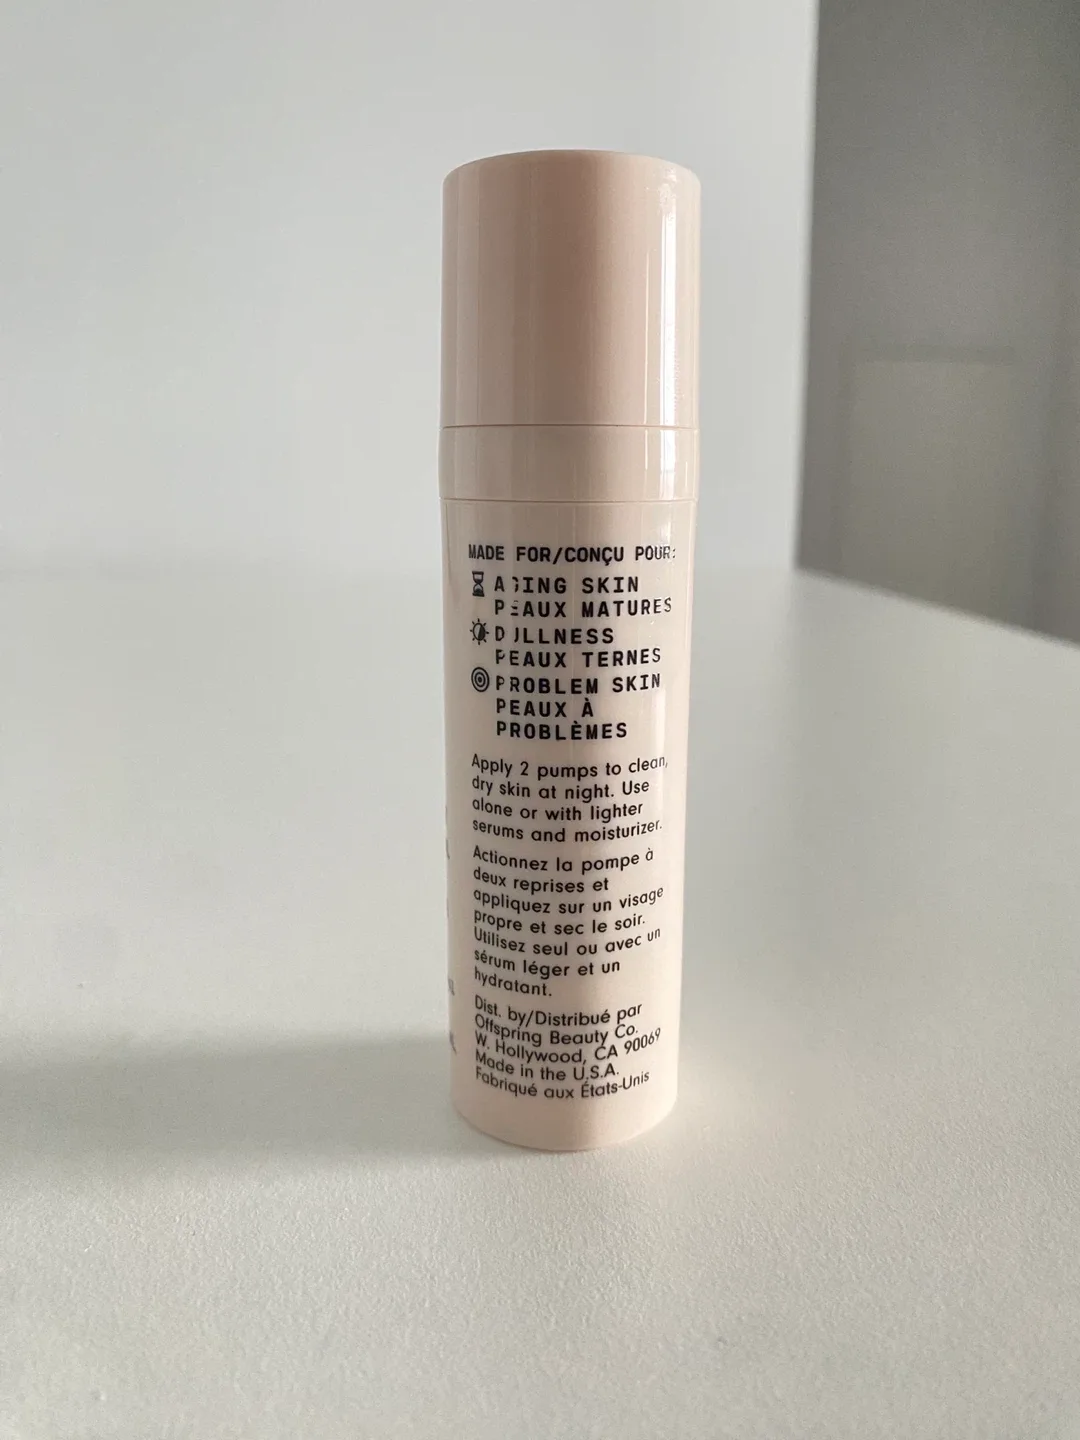 MADE FOR/CONÇU POUR:
AGING SKIN
PEAUX MATURES
DULLNESS
PEAUX TERNES
PROBLEM SKIN
PEAUX À
PROBLÈMES
Apply 2 pumps to clean,
dry skin at night. Use
alone or with lighter
serums and moisturizer.
Actionnez la pompe à
deux reprises et
appliquez sur un visage
propre et sec le soir.
Utilisez seul ou avec un
sérum léger et un
hydratant.
Dist. by/Distribué par
Offspring Beauty Co.
W. Hollywood, CA 90069
Made in the U.S.A.
Fabriqué aux États-Unis